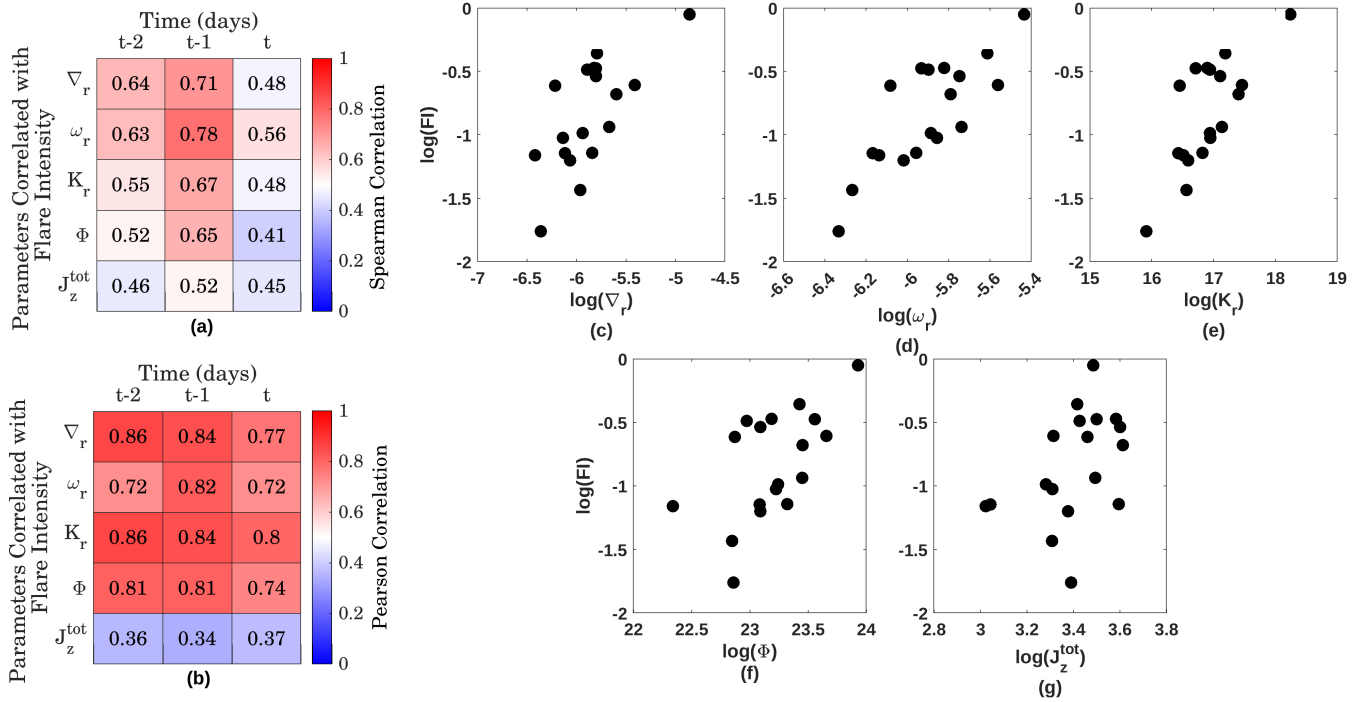 Time (days)
t-2 t-1 t
Parameters Correlated with
Flare Intensity
∇r 0.64 0.71 0.48
ωr 0.63 0.78 0.56
Kr 0.55 0.67 0.48
Φ 0.52 0.65 0.41
Jztot 0.46 0.52 0.45
1
0.8
0.6
0.4
0.2
0
Spearman Correlation
(a)
log(FI)
0
-0.5
-1
-1.5
-2
-7 -6.5 -6 -5.5 -5 -4.5
log(∇r)
(c)
0
-0.5
-1
-1.5
-2
-6.6 -6.4 -6.2 -6 -5.8 -5.6 -5.4
log(ωr)
(d)
0
-0.5
-1
-1.5
-2
15 16 17 18 19
log(Kr)
(e)
Time (days)
t-2 t-1 t
Parameters Correlated with
Flare Intensity
∇r 0.86 0.84 0.77
ωr 0.72 0.82 0.72
Kr 0.86 0.84 0.8
Φ 0.81 0.81 0.74
Jztot 0.36 0.34 0.37
1
0.8
0.6
0.4
0.2
0
Pearson Correlation
(b)
log(FI)
0
-0.5
-1
-1.5
-2
22 22.5 23 23.5 24
log(Φ)
(f)
0
-0.5
-1
-1.5
-2
2.8 3 3.2 3.4 3.6 3.8
log(Jztot)
(g)